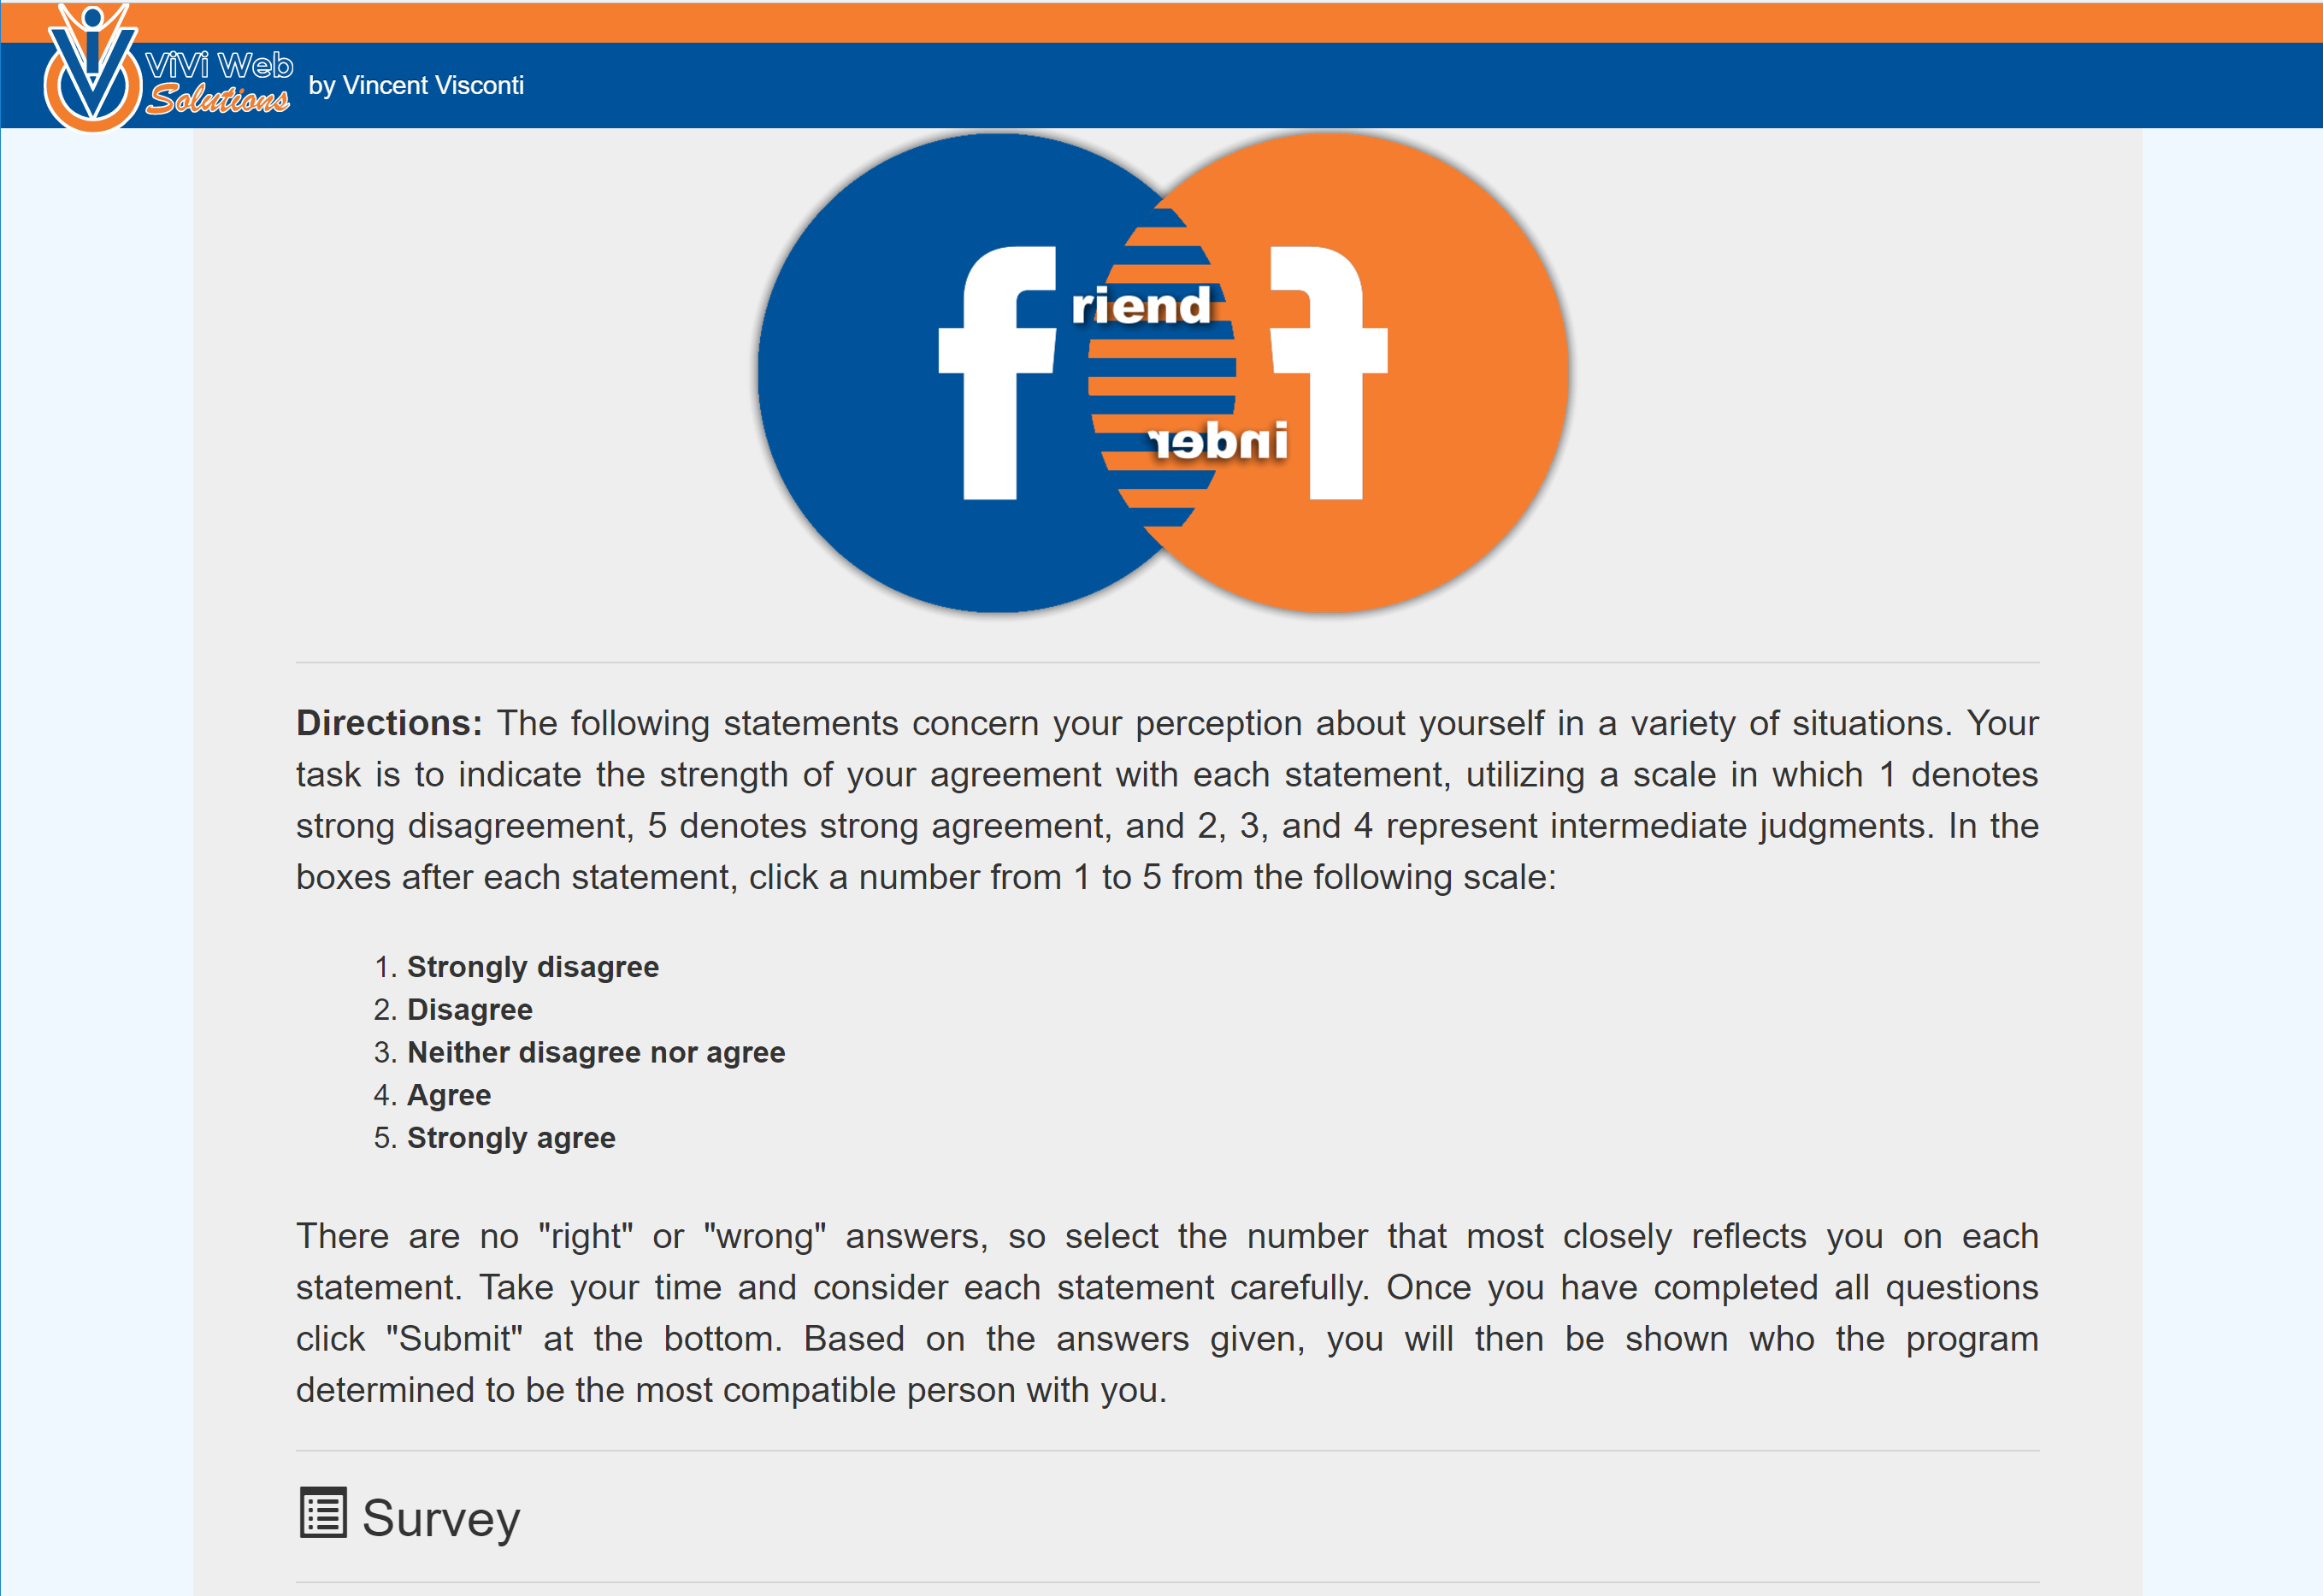 ViVi Web
Solutions
by Vincent Visconti
friend
finder
Directions: The following statements concern your perception about yourself in a variety of situations. Your
task is to indicate the strength of your agreement with each statement, utilizing a scale in which 1 denotes
strong disagreement, 5 denotes strong agreement, and 2, 3, and 4 represent intermediate judgments. In the
boxes after each statement, click a number from 1 to 5 from the following scale:
1. Strongly disagree
2. Disagree
3. Neither disagree nor agree
4. Agree
5. Strongly agree
There are no "right" or "wrong" answers, so select the number that most closely reflects you on each
statement. Take your time and consider each statement carefully. Once you have completed all questions
click "Submit" at the bottom. Based on the answers given, you will then be shown who the program
determined to be the most compatible person with you.
Survey